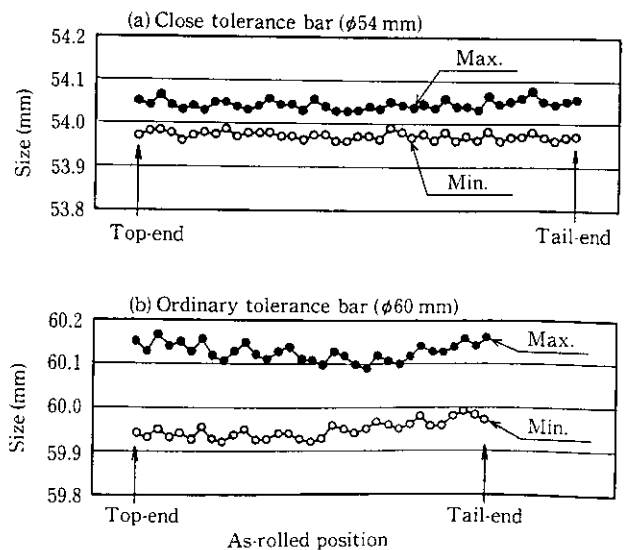 (a) Close tolerance bar (φ54 mm)
54.2
54.1
54.0
53.9
53.8
Size (mm)
Max.
Min.
Top-end
Tail-end
(b) Ordinary tolerance bar (φ60 mm)
60.2
60.1
60.0
59.9
59.8
Size (mm)
Max.
Min.
Top-end
Tail-end
As-rolled position